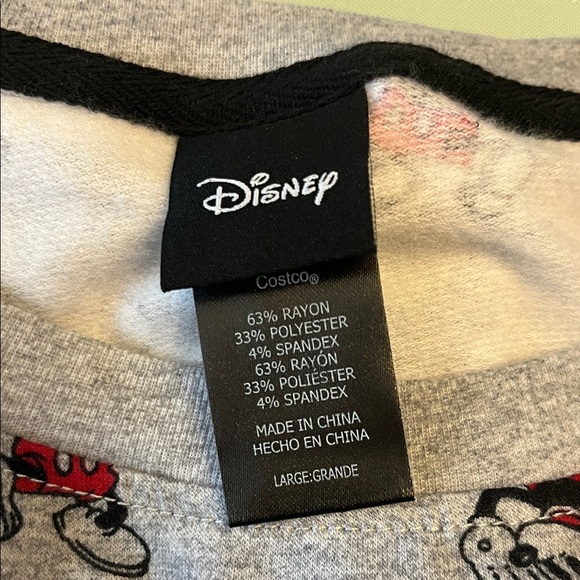 Disney
Costco®
63% RAYON
33% POLYESTER
4% SPANDEX
63% RAYÓN
33% POLIÉSTER
4% SPANDEX
MADE IN CHINA
HECHO EN CHINA
LARGE:GRANDE